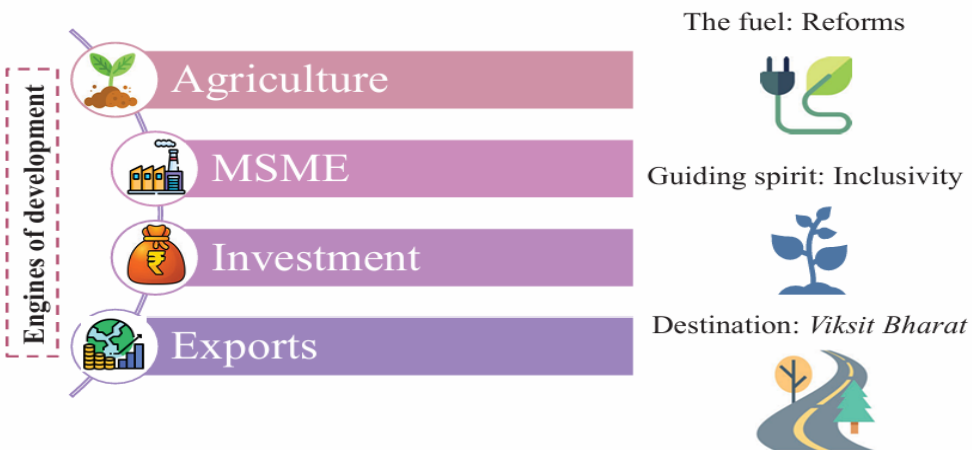 Engines of development
Agriculture
MSME
Investment
₹
Exports
The fuel: Reforms
Guiding spirit: Inclusivity
Destination: Viksit Bharat